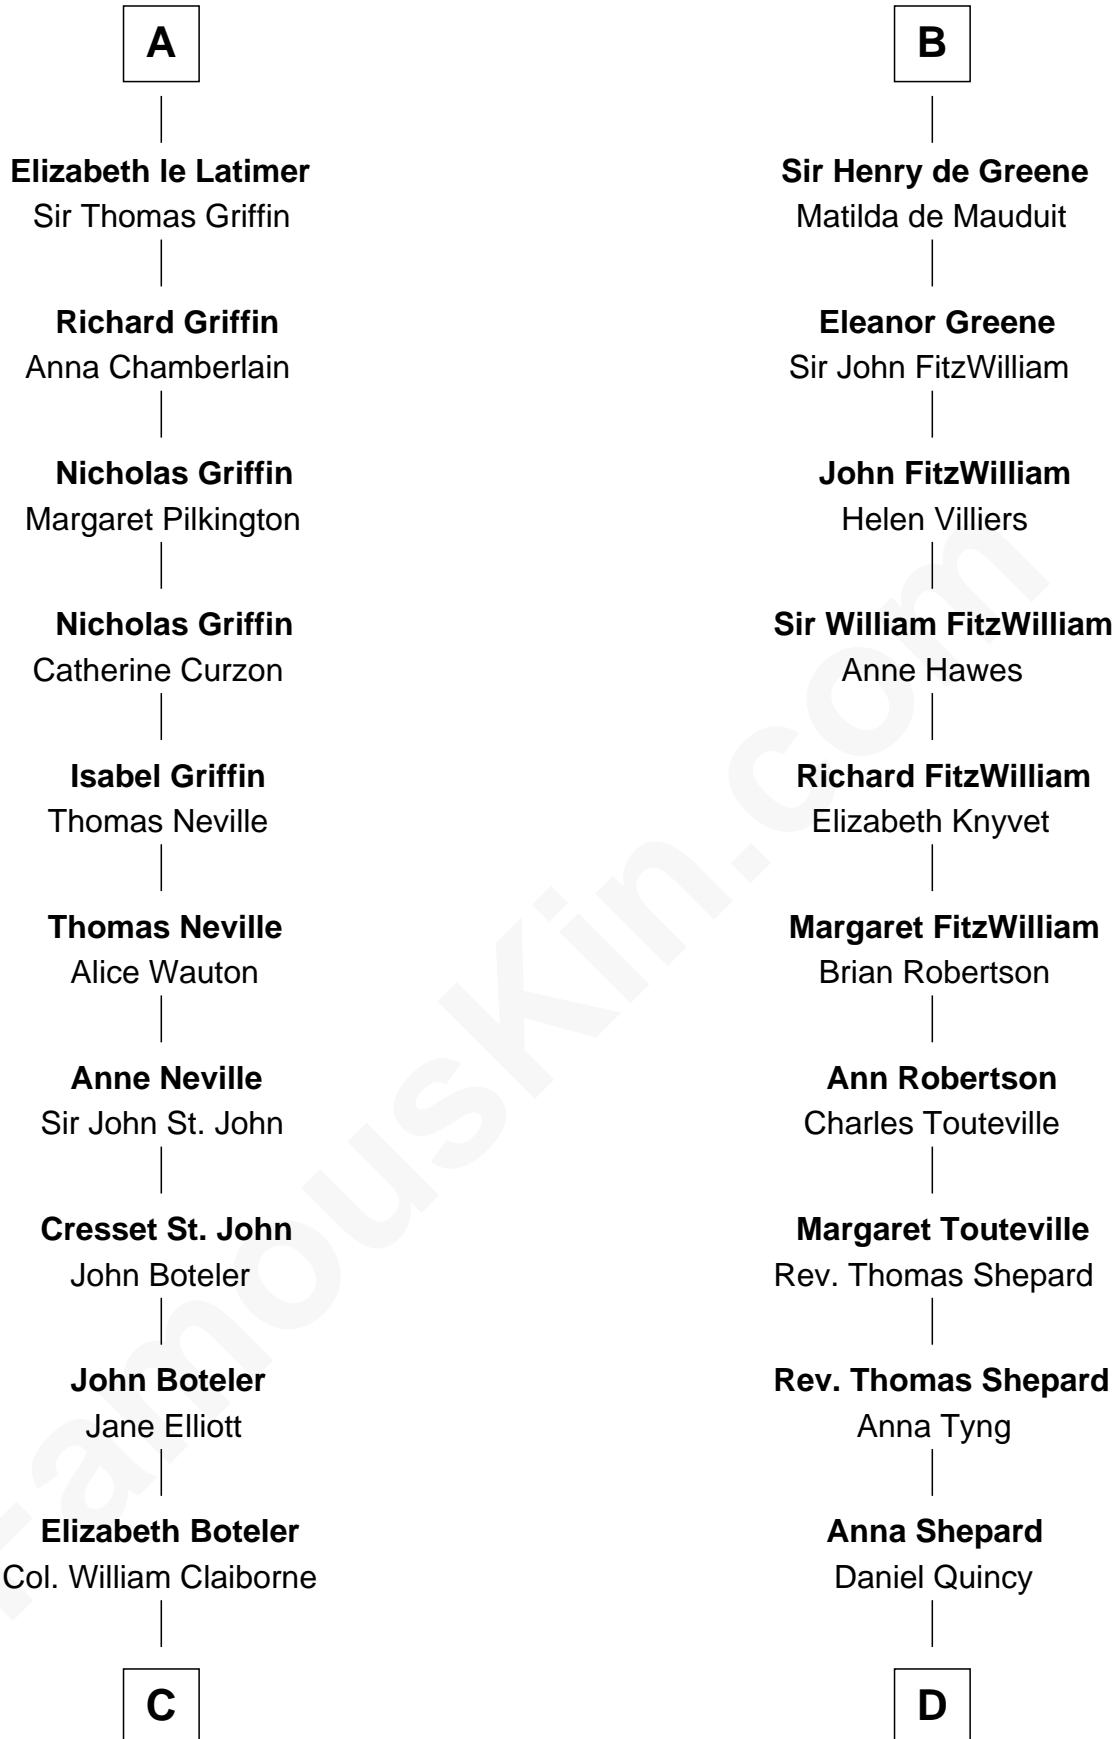 A
Elizabeth le Latimer
Sir Thomas Griffin
Richard Griffin
Anna Chamberlain
Nicholas Griffin
Margaret Pilkington
Nicholas Griffin
Catherine Curzon
Isabel Griffin
Thomas Neville
Thomas Neville
Alice Wauton
Anne Neville
Sir John St. John
Cresset St. John
John Boteler
John Boteler
Jane Elliott
Elizabeth Boteler
Col. William Claiborne
C
B
Sir Henry de Greene
Matilda de Mauduit
Eleanor Greene
Sir John FitzWilliam
John FitzWilliam
Helen Villiers
Sir William FitzWilliam
Anne Hawes
Richard FitzWilliam
Elizabeth Knyvet
Margaret FitzWilliam
Brian Robertson
Ann Robertson
Charles Touteville
Margaret Touteville
Rev. Thomas Shepard
Rev. Thomas Shepard
Anna Tyng
Anna Shepard
Daniel Quincy
D
FamousKin.com